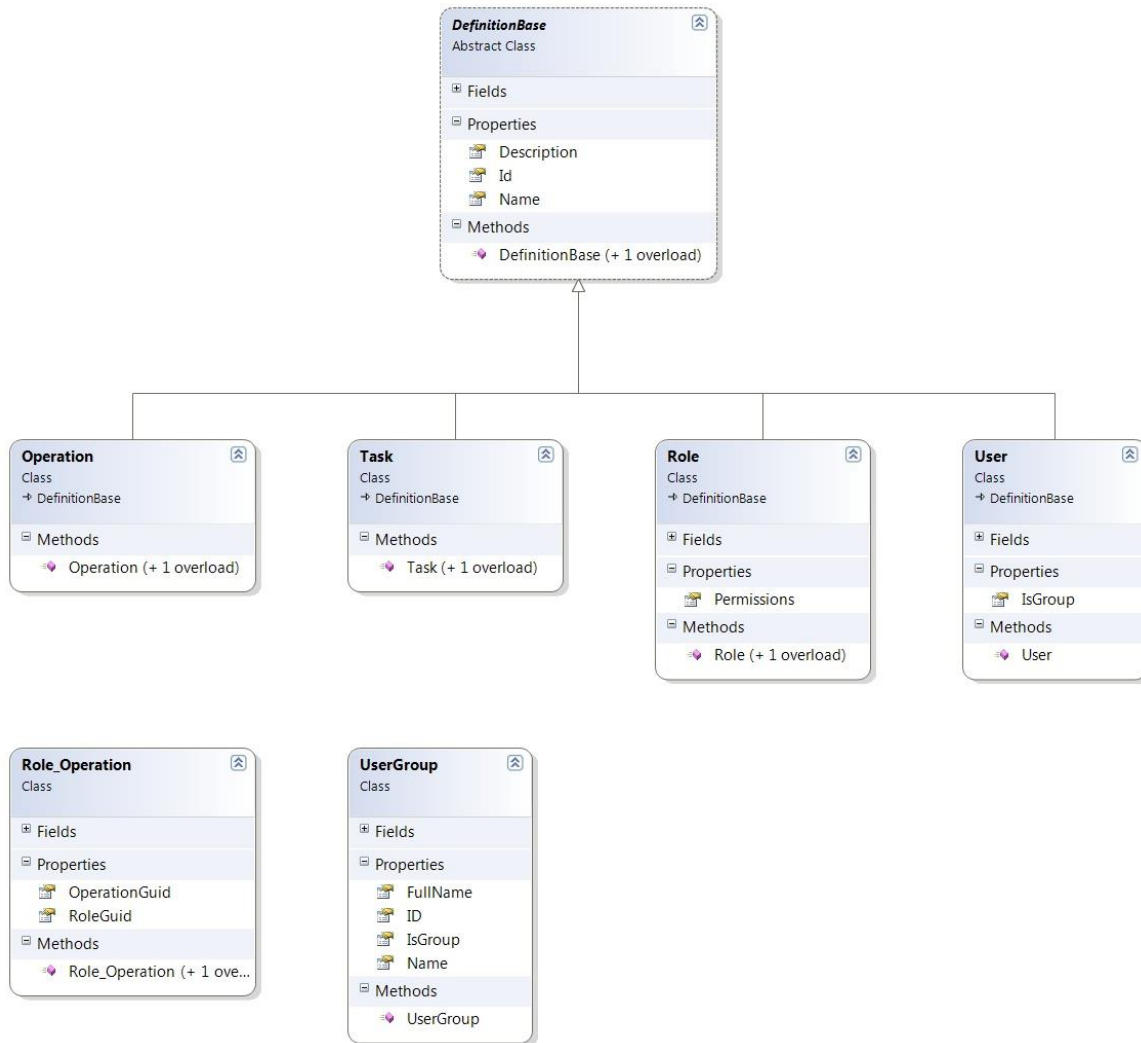 DefinitionBase
Abstract Class
Fields
Properties
Description
Id
Name
Methods
DefinitionBase (+ 1 overload)
Operation
Class
DefinitionBase
Methods
Operation (+ 1 overload)
Task
Class
DefinitionBase
Methods
Task (+ 1 overload)
Role
Class
DefinitionBase
Fields
Properties
Permissions
Methods
Role (+ 1 overload)
User
Class
DefinitionBase
Fields
Properties
IsGroup
Methods
User
Role_Operation
Class
Fields
Properties
OperationGuid
RoleGuid
Methods
Role_Operation (+ 1 ove...
UserGroup
Class
Fields
Properties
FullName
ID
IsGroup
Name
Methods
UserGroup